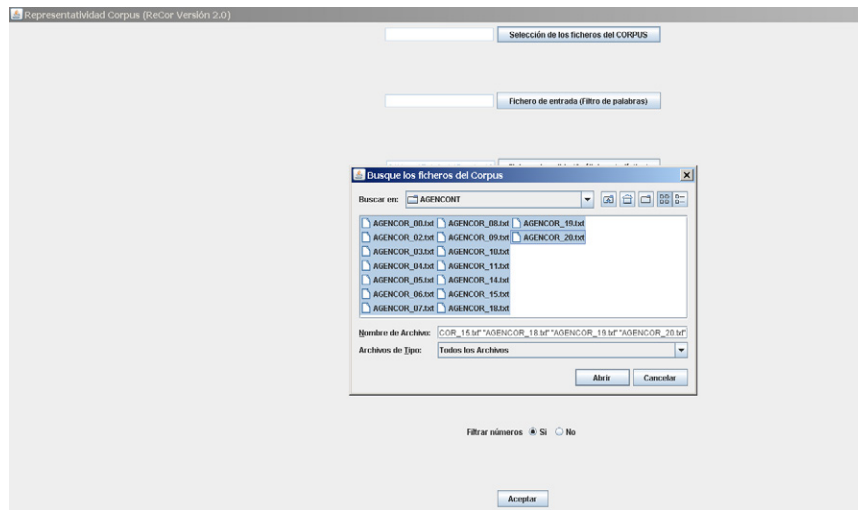 Representatividad Corpus (ReCor Versión 2.0)
Selección de los ficheros del CORPUS
Fichero de entrada (Filtro de palabras)
Busque los ficheros del Corpus
Buscar en: AGENCONT
AGENCOR_00.txt AGENCOR_08.txt AGENCOR_19.txt
AGENCOR_02.txt AGENCOR_09.txt AGENCOR_20.txt
AGENCOR_03.txt AGENCOR_10.txt
AGENCOR_04.txt AGENCOR_11.txt
AGENCOR_05.txt AGENCOR_14.txt
AGENCOR_06.txt AGENCOR_15.txt
AGENCOR_07.txt AGENCOR_18.txt
Nombre de Archivo: COR_15.txt" "AGENCOR_18.txt" "AGENCOR_19.txt" "AGENCOR_20.txt"
Archivos de Tipo: Todos los Archivos
Abrir Cancelar
Filtrar números Si No
Aceptar